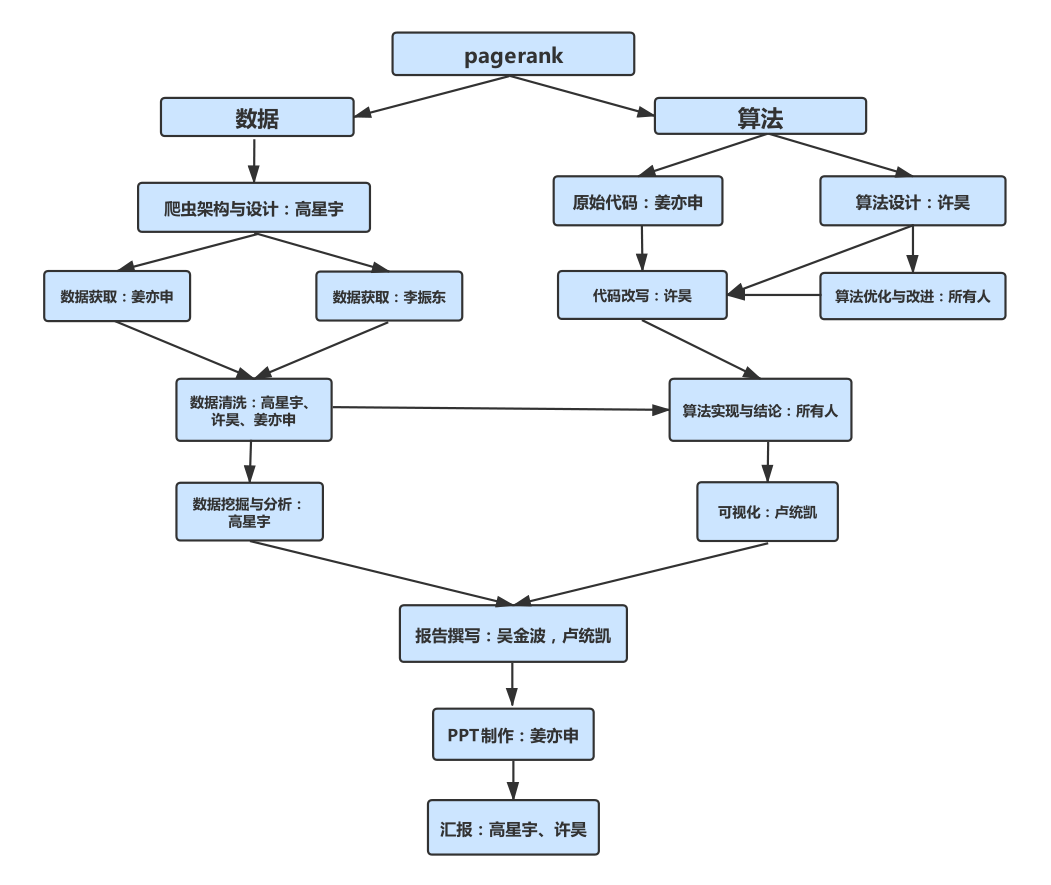 pagerank
数据
算法
爬虫架构与设计：高星宇
原始代码：姜亦申
算法设计：许昊
数据获取：姜亦申
数据获取：李振东
代码改写：许昊
算法优化与改进：所有人
数据清洗：高星宇、
许昊、姜亦申
算法实现与结论：所有人
数据挖掘与分析：
高星宇
可视化：卢统凯
报告撰写：吴金波，卢统凯
PPT制作：姜亦申
汇报：高星宇、许昊